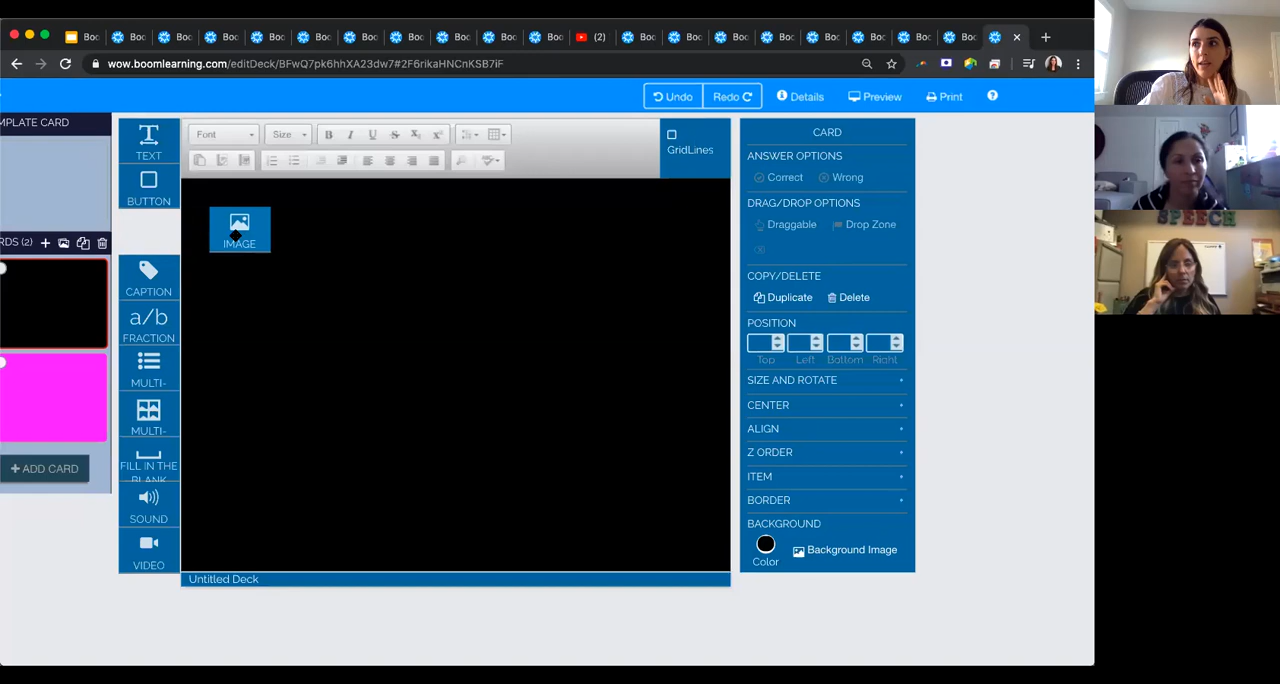 Boo Boo Boo Boo Boo Boo Boo Boo Boo Boo Boo (2) Boo Boo Boo Boo Boo Boo Boo Boo
wow.boomlearning.com/editDeck/BFwQ7pk6hhXA23dw7#2F6rikaHNCnKSB7iF
Undo Redo Details Preview Print
MPLATE CARD
RDS (2)
+ ADD CARD
TEXT
BUTTON
CAPTION
a/b
FRACTION
MULTI-
MULTI-
FILL IN THE
BLANK
SOUND
VIDEO
Font Size B I U S
GridLines
IMAGE
Untitled Deck
CARD
ANSWER OPTIONS
Correct Wrong
DRAG/DROP OPTIONS
Draggable Drop Zone
COPY/DELETE
Duplicate Delete
POSITION
Top Left Bottom Right
SIZE AND ROTATE
CENTER
ALIGN
Z ORDER
ITEM
BORDER
BACKGROUND
Color Background Image
SPEECH